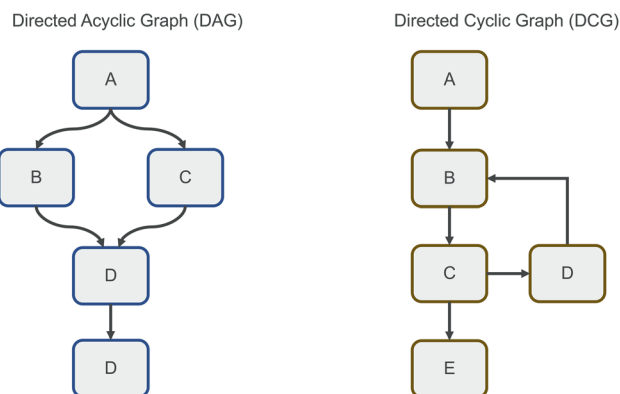 Directed Acyclic Graph (DAG)
A
B
C
D
D
Directed Cyclic Graph (DCG)
A
B
C
D
E